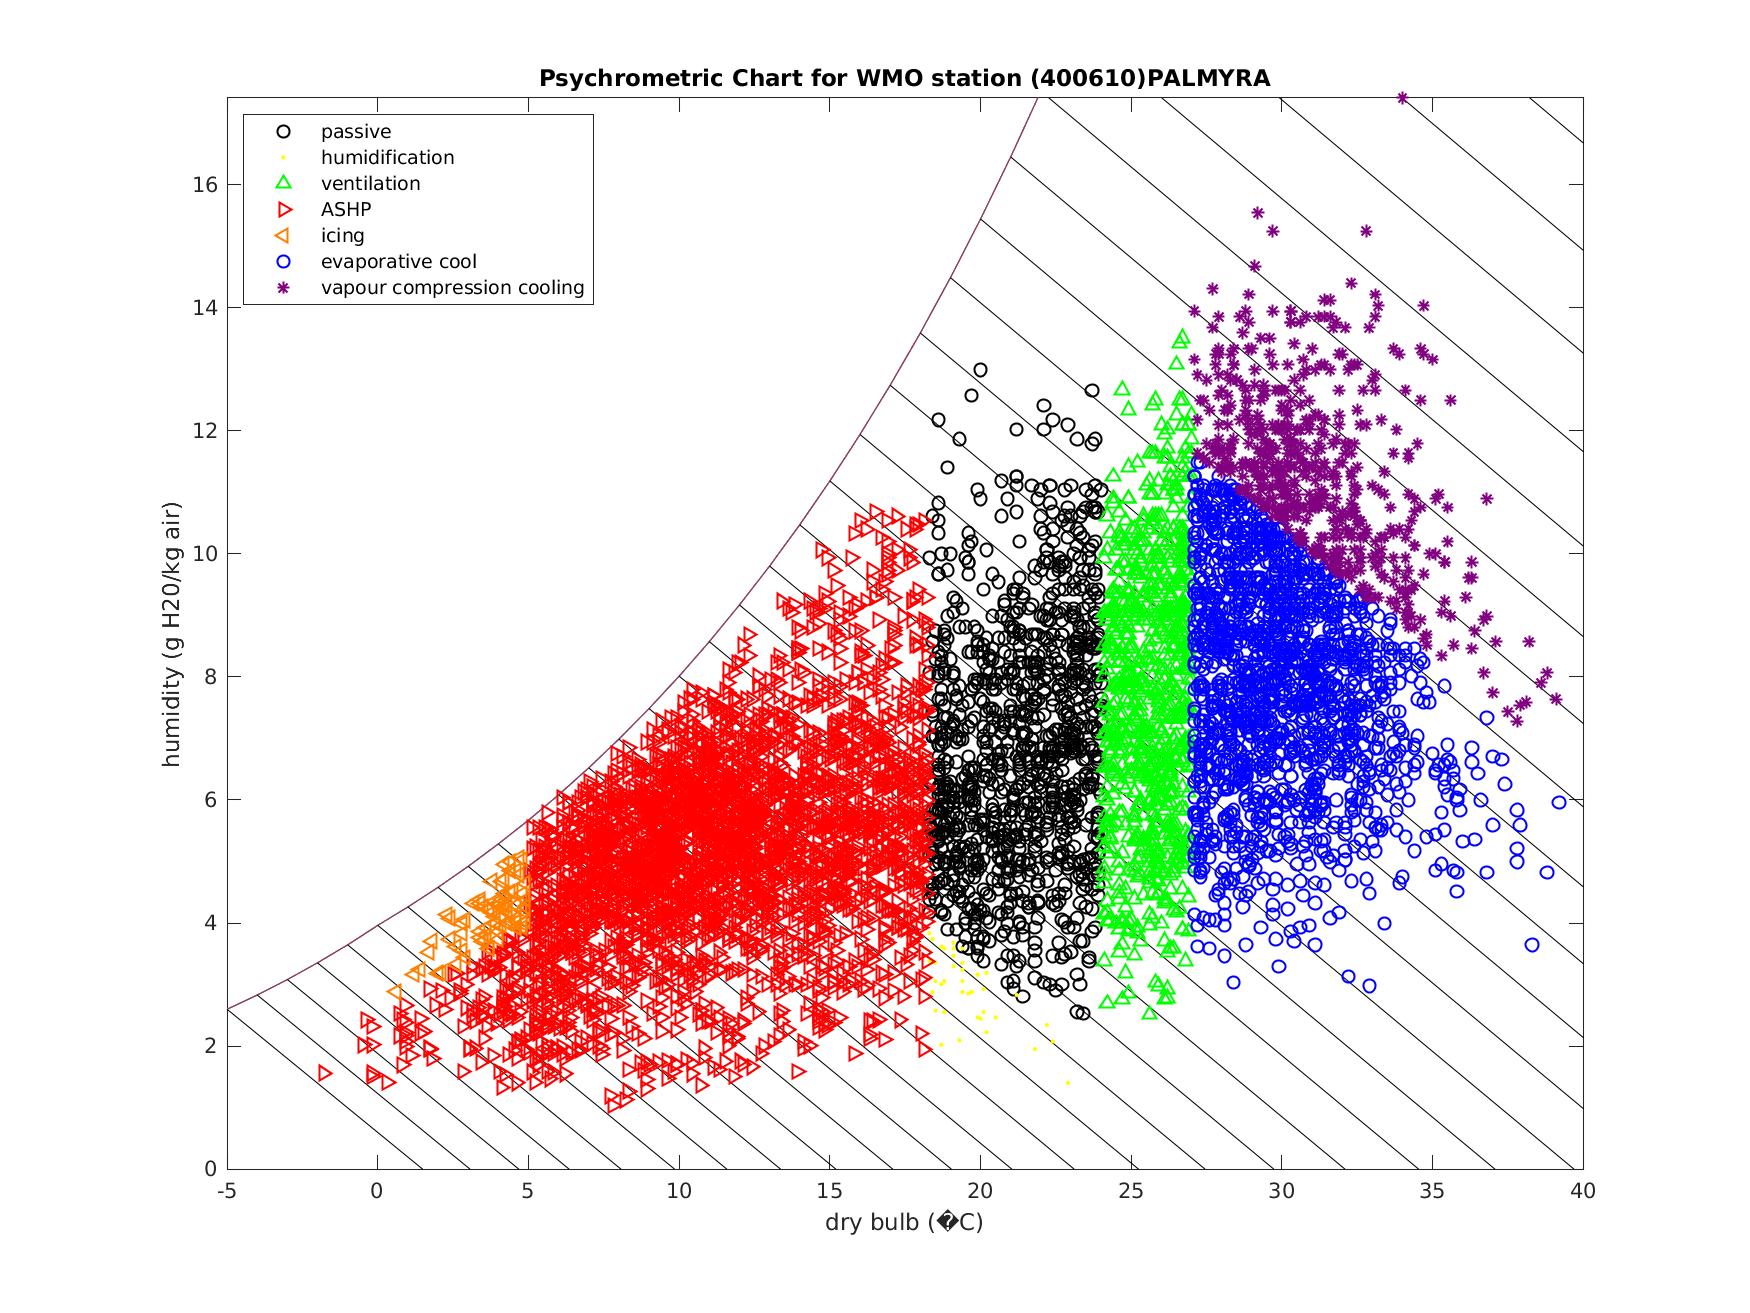 Psychrometric Chart for WMO station (400610)PALMYRA
passive
humidification
ventilation
ASHP
icing
evaporative cool
vapour compression cooling
humidity (g H20/kg air)
16
14
12
10
8
6
4
2
0
-5 0 5 10 15 20 25 30 35 40
dry bulb (�C)